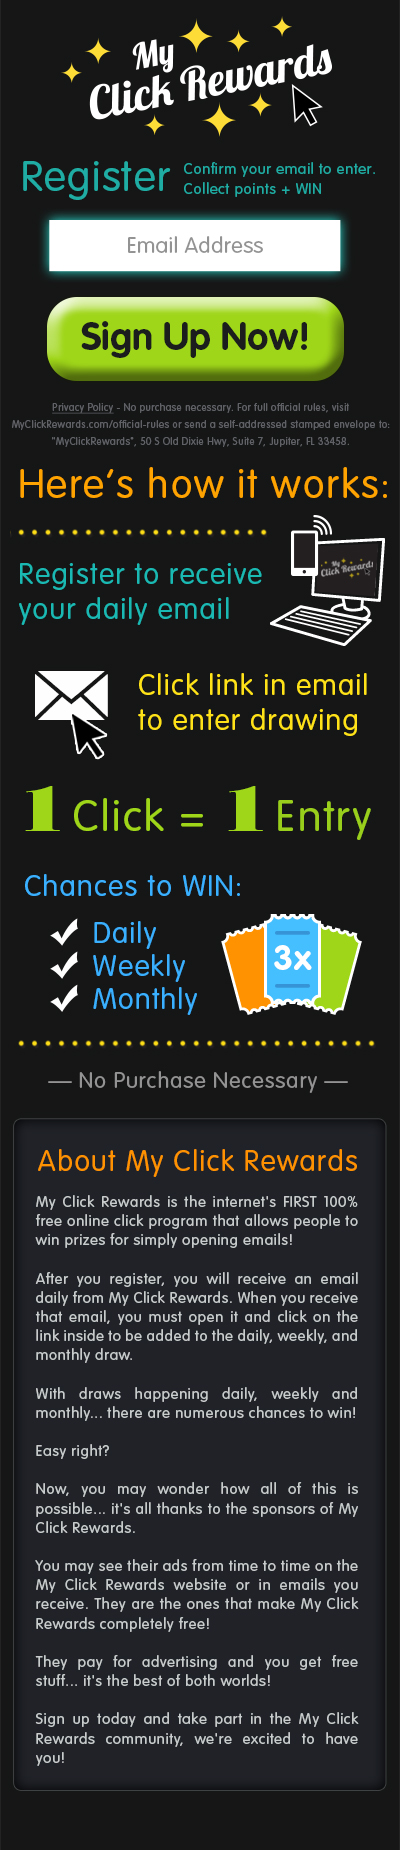 My
Click Rewards
Register
Confirm your email to enter.
Collect points + WIN
Email Address
Sign Up Now!
Privacy Policy - No purchase necessary. For full official rules, visit
MyClickRewards.com/official-rules or send a self-addressed stamped envelope to:
"MyClickRewards", 50 S Old Dixie Hwy, Suite 7, Jupiter, FL 33458.
Here's how it works:
My
Click Rewards
Register to receive
your daily email
Click link in email
to enter drawing
1 Click = 1 Entry
Chances to WIN:
Daily
Weekly
Monthly
3x
— No Purchase Necessary —
About My Click Rewards
My Click Rewards is the internet's FIRST 100%
free online click program that allows people to
win prizes for simply opening emails!
After you register, you will receive an email
daily from My Click Rewards. When you receive
that email, you must open it and click on the
link inside to be added to the daily, weekly, and
monthly draw.
With draws happening daily, weekly and
monthly... there are numerous chances to win!
Easy right?
Now, you may wonder how all of this is
possible... it's all thanks to the sponsors of My
Click Rewards.
You may see their ads from time to time on the
My Click Rewards website or in emails you
receive. They are the ones that make My Click
Rewards completely free!
They pay for advertising and you get free
stuff... it's the best of both worlds!
Sign up today and take part in the My Click
Rewards community, we're excited to have
you!